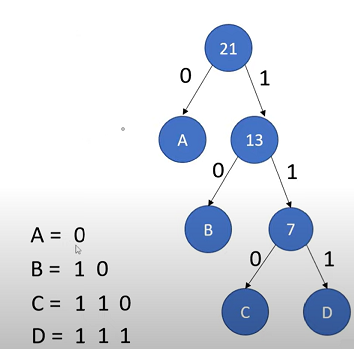 21
0 1
A 13
0 1
B 7
0 1
C D
A = 0
B = 1 0
C = 1 1 0
D = 1 1 1